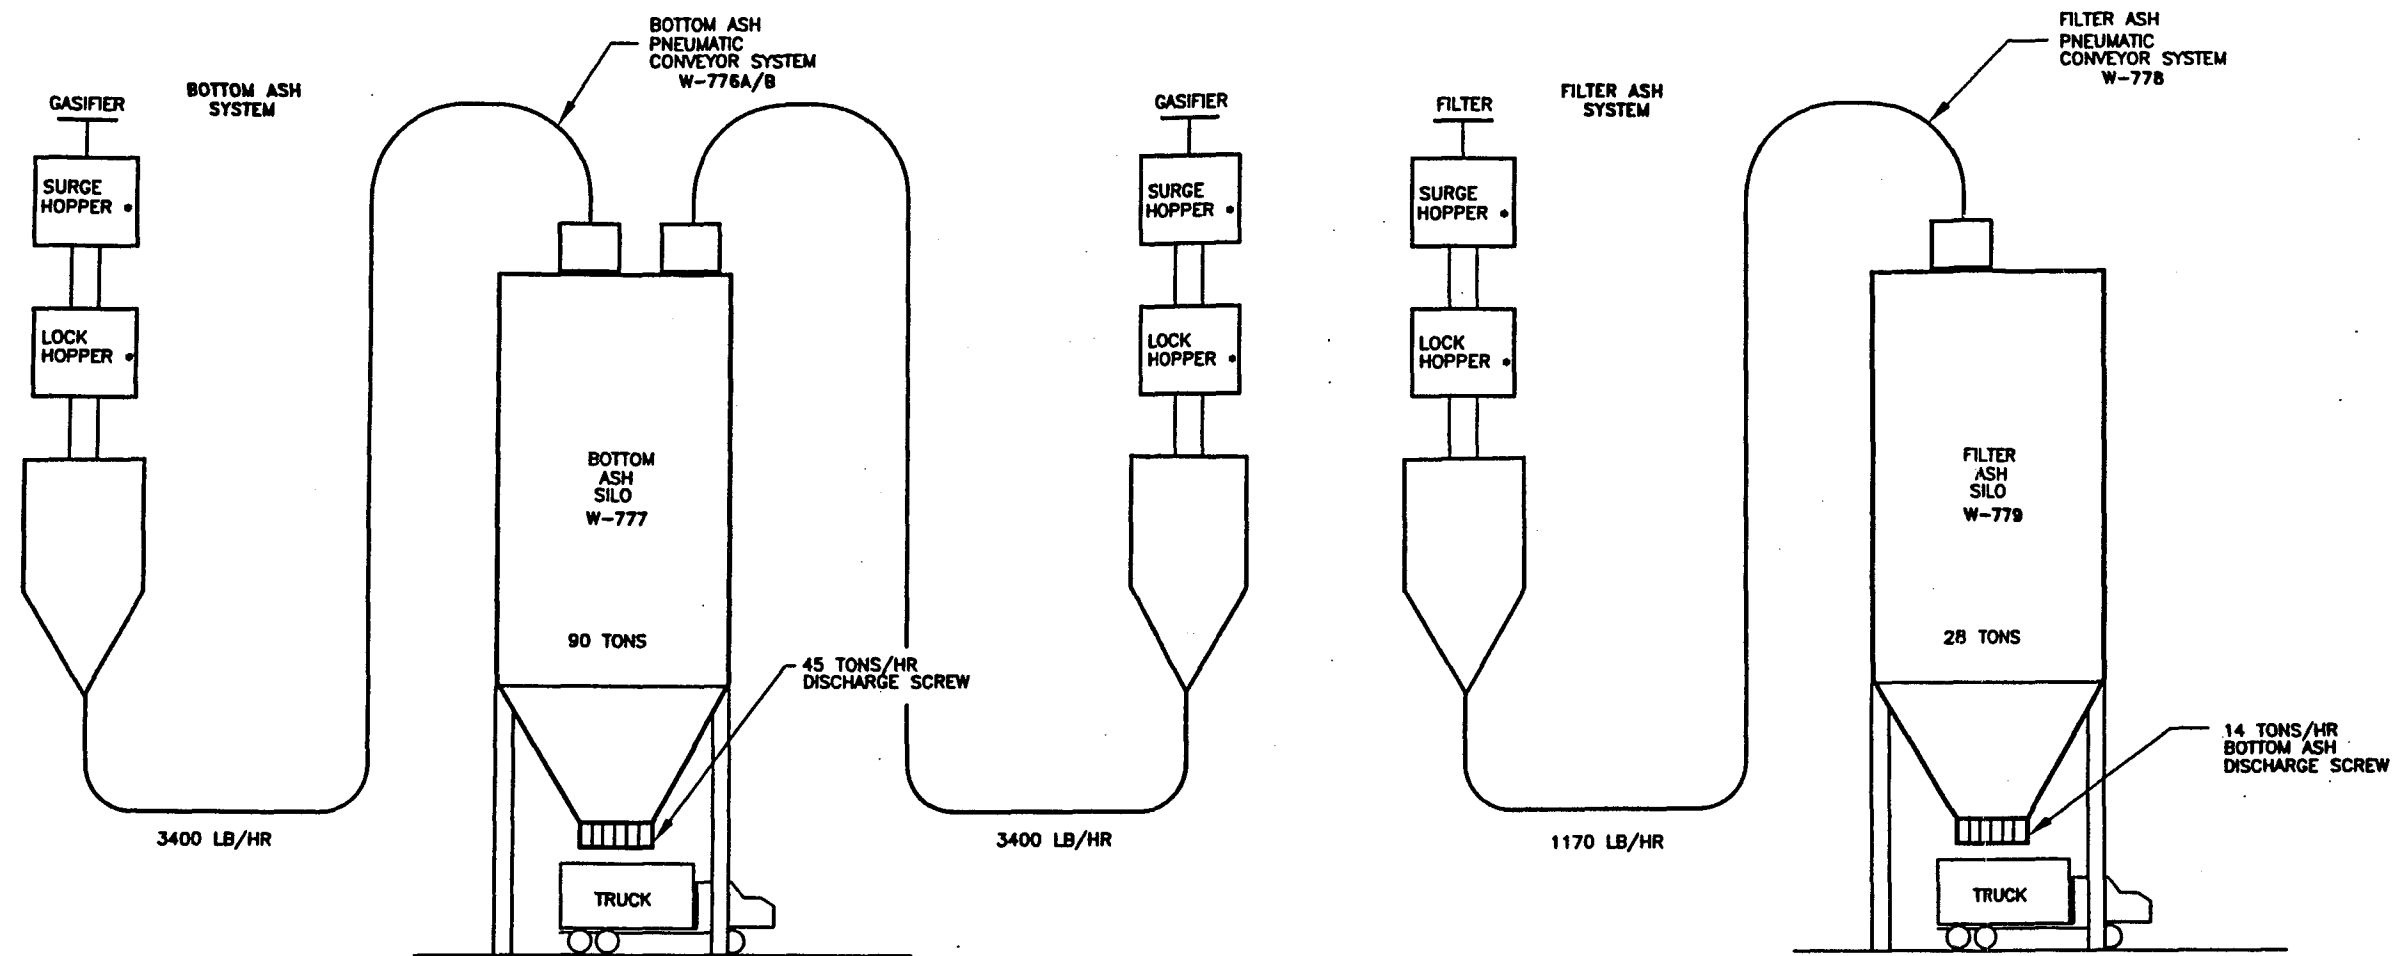 BOTTOM ASH
PNEUMATIC
CONVEYOR SYSTEM
W-776A/B
BOTTOM ASH
SYSTEM
GASIFIER
SURGE
HOPPER *
LOCK
HOPPER *
3400 LB/HR
BOTTOM
ASH
SILO
W-777
90 TONS
45 TONS/HR
DISCHARGE SCREW
TRUCK
GASIFIER
SURGE
HOPPER *
LOCK
HOPPER *
3400 LB/HR
FILTER ASH
PNEUMATIC
CONVEYOR SYSTEM
W-778
FILTER ASH
SYSTEM
FILTER
SURGE
HOPPER *
LOCK
HOPPER *
1170 LB/HR
FILTER
ASH
SILO
W-779
28 TONS
14 TONS/HR
BOTTOM ASH
DISCHARGE SCREW
TRUCK